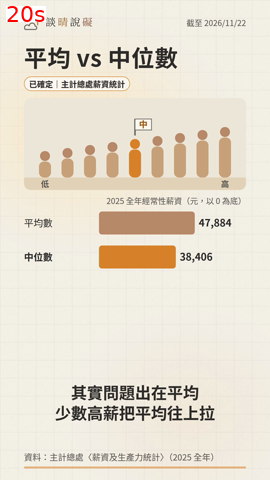 20s
談晴說礙
截至 2026/11/22
平均 vs 中位數
已確定｜主計總處薪資統計
中
低
高
2025 全年經常性薪資（元，以 0 為底）
平均數
47,884
中位數
38,406
其實問題出在平均
少數高薪把平均往上拉
資料：主計總處〈薪資及生產力統計〉（2025 全年）